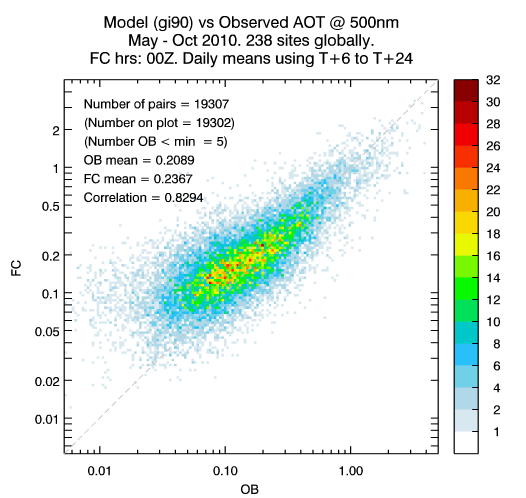 Model (gi90) vs Observed AOT @ 500nm
May - Oct 2010. 238 sites globally.
FC hrs: 00Z. Daily means using T+6 to T+24
Number of pairs = 19307
(Number on plot = 19302)
(Number OB < min = 5)
OB mean = 0.2089
FC mean = 0.2367
Correlation = 0.8294
FC
2
1
0.5
0.2
0.1
0.05
0.02
0.01
0.01
0.10
1.00
OB
32
30
28
26
24
22
20
18
16
14
12
10
8
6
4
2
1